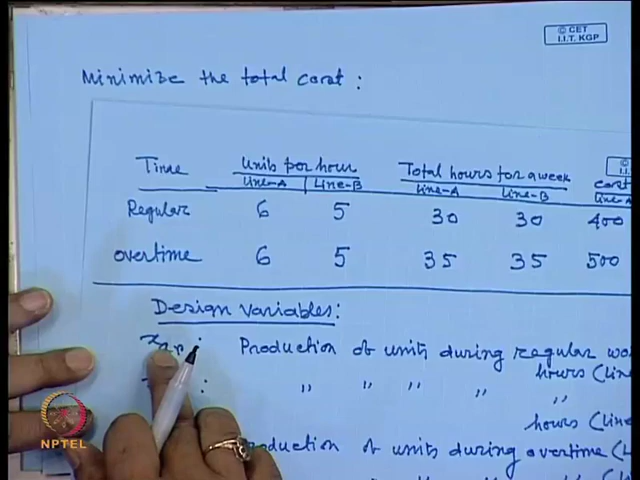 © CET
I.I.T. KGP
Minimize the total cost :
Time Units per hour Total hours for a week cost
Line-A Line-B Line-A Line-B Line-A
Regular 6 5 30 30 400
overtime 6 5 35 35 500
Design variables:
: Production of units during regular wo
hours (Line
: " " " " "
hours (Line
Production of units during overtime (L
NPTEL